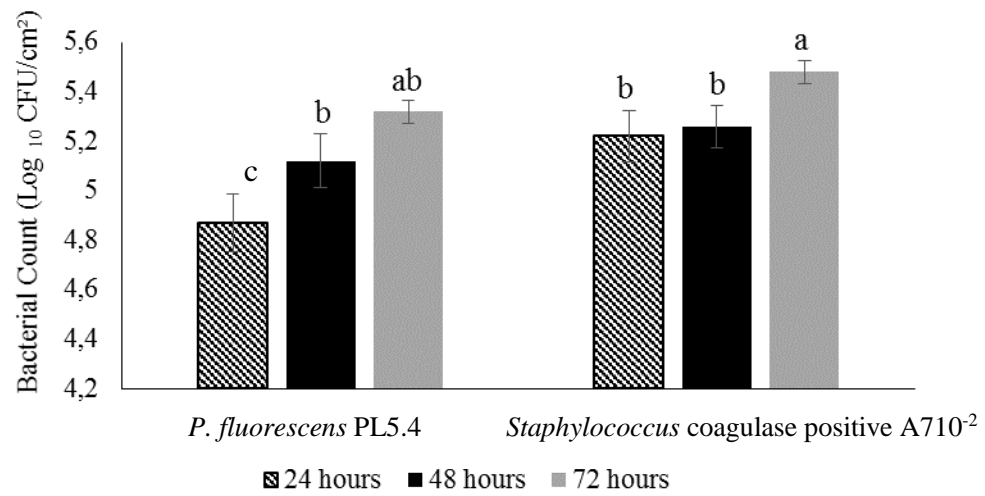 Bacterial Count (Log 10 CFU/cm²)
5,6
5,4
5,2
5
4,8
4,6
4,4
4,2
c
b
ab
b
b
a
P. fluorescens PL5.4
Staphylococcus coagulase positive A710⁻²
24 hours 48 hours 72 hours